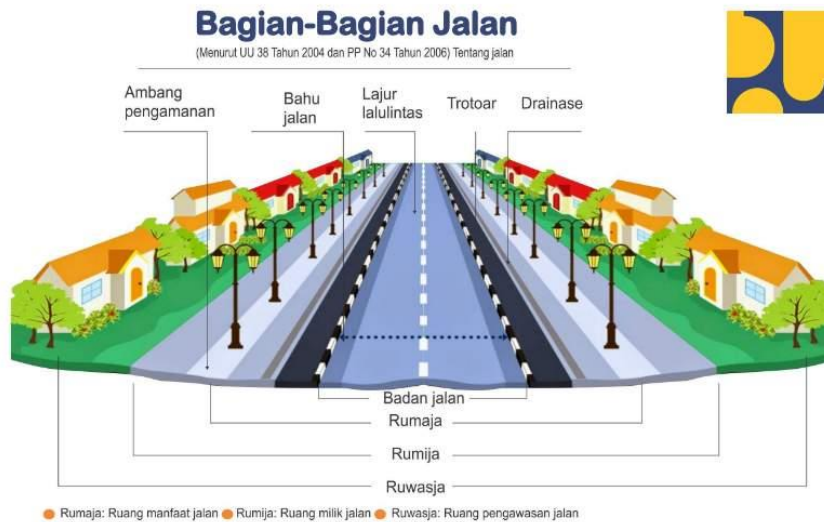 Bagian-Bagian Jalan
(Menurut UU 38 Tahun 2004 dan PP No 34 Tahun 2006) Tentang jalan
Ambang
pengamanan
Bahu
jalan
Lajur
lalulintas
Trotoar
Drainase
Badan jalan
Rumaja
Rumija
Ruwasja
Rumaja: Ruang manfaat jalan Rumija: Ruang milik jalan Ruwasja: Ruang pengawasan jalan